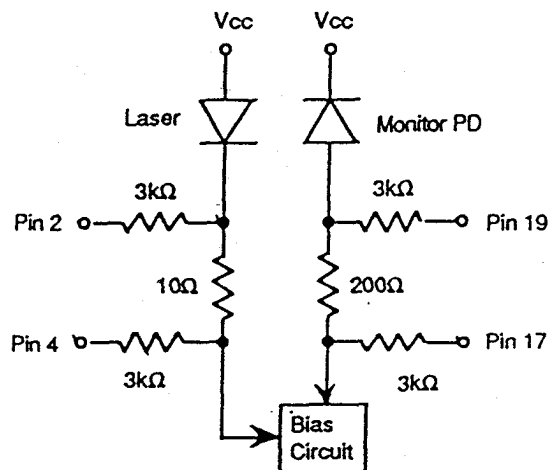 Vcc
Vcc
Laser
Monitor PD
3kΩ
3kΩ
Pin 2
Pin 19
10Ω
200Ω
Pin 4
Pin 17
3kΩ
3kΩ
Bias
Circuit